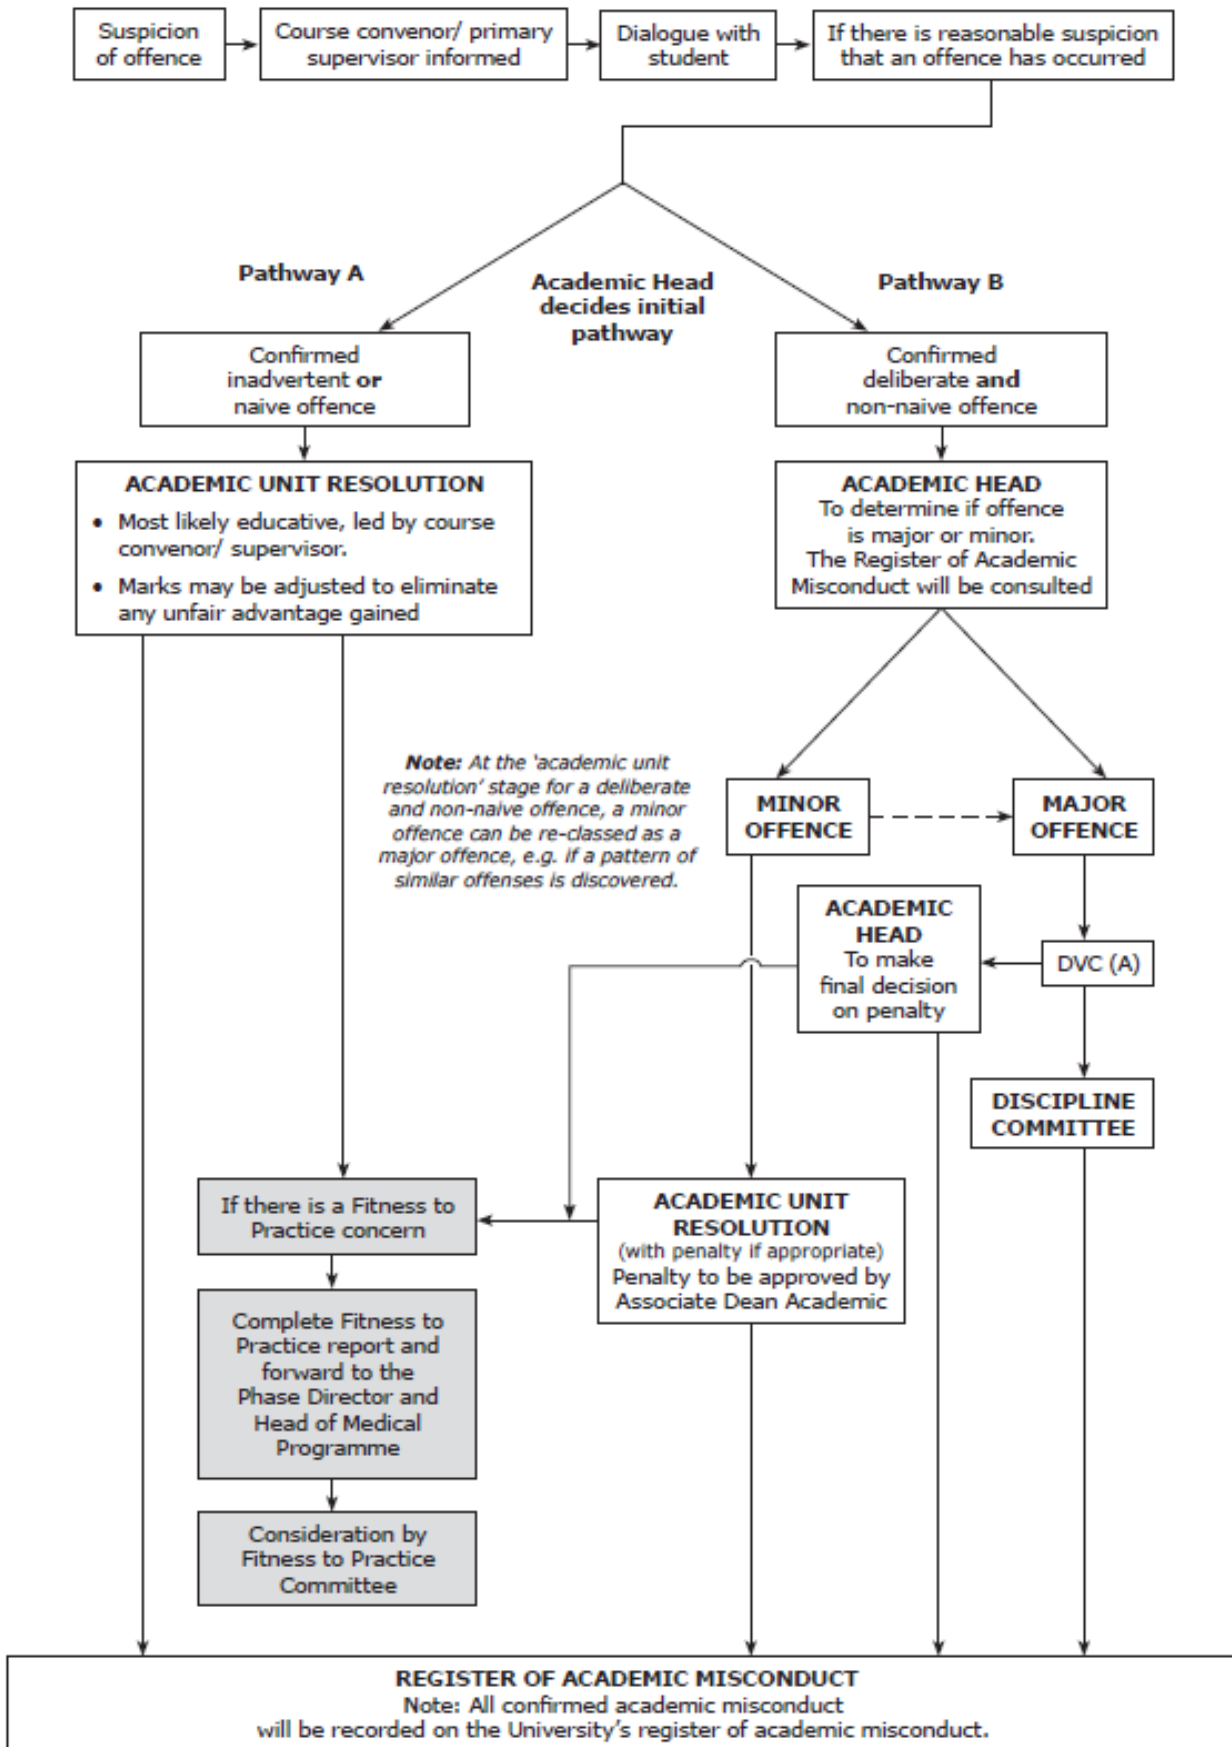 Suspicion
of offence
Course convenor/ primary
supervisor informed
Dialogue with
student
If there is reasonable suspicion
that an offence has occurred
Pathway A
Academic Head
decides initial
pathway
Pathway B
Confirmed
inadvertent or
naive offence
Confirmed
deliberate and
non-naive offence
ACADEMIC UNIT RESOLUTION
• Most likely educative, led by course
convenor/ supervisor.
• Marks may be adjusted to eliminate
any unfair advantage gained
ACADEMIC HEAD
To determine if offence
is major or minor.
The Register of Academic
Misconduct will be consulted
Note: At the ‘academic unit
resolution’ stage for a deliberate
and non-naive offence, a minor
offence can be re-classed as a
major offence, e.g. if a pattern of
similar offenses is discovered.
MINOR
OFFENCE
MAJOR
OFFENCE
ACADEMIC
HEAD
To make
final decision
on penalty
DVC (A)
DISCIPLINE
COMMITTEE
If there is a Fitness to
Practice concern
ACADEMIC UNIT
RESOLUTION
(with penalty if appropriate)
Penalty to be approved by
Associate Dean Academic
Complete Fitness to
Practice report and
forward to the
Phase Director and
Head of Medical
Programme
Consideration by
Fitness to Practice
Committee
REGISTER OF ACADEMIC MISCONDUCT
Note: All confirmed academic misconduct
will be recorded on the University’s register of academic misconduct.